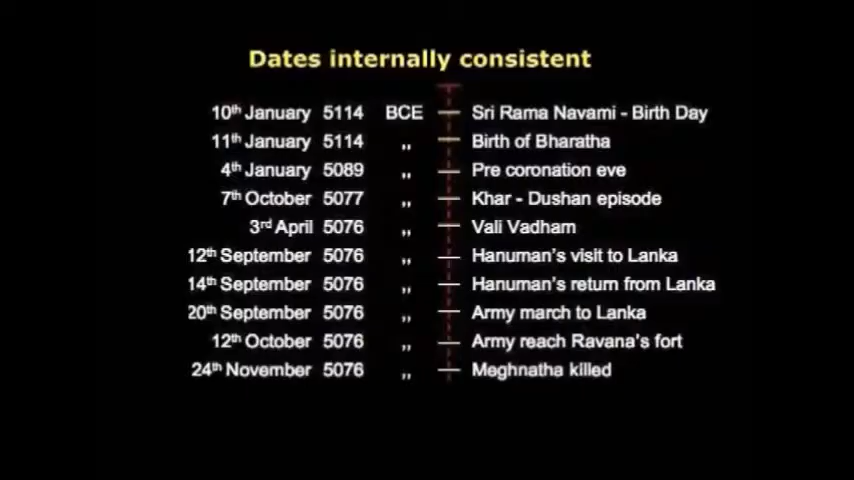 Dates internally consistent
10th January 5114 BCE Sri Rama Navami - Birth Day
11th January 5114 ,, Birth of Bharatha
4th January 5089 ,, Pre coronation eve
7th October 5077 ,, Khar - Dushan episode
3rd April 5076 ,, Vali Vadham
12th September 5076 ,, Hanuman's visit to Lanka
14th September 5076 ,, Hanuman's return from Lanka
20th September 5076 ,, Army march to Lanka
12th October 5076 ,, Army reach Ravana's fort
24th November 5076 ,, Meghnatha killed